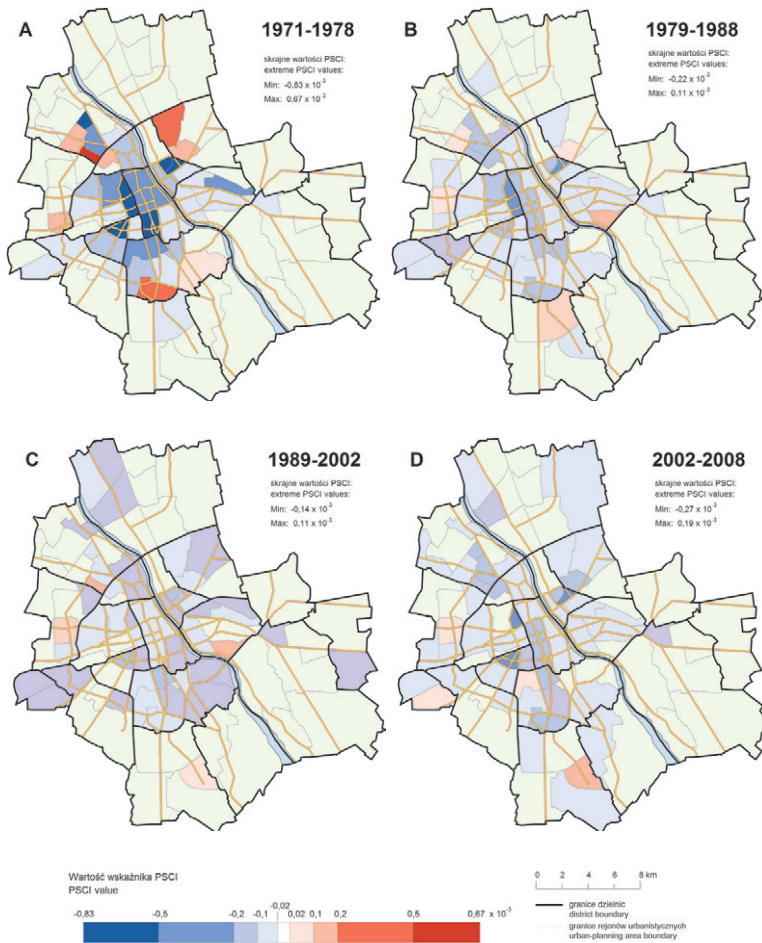 A
1971-1978
skrajne wartości PSCI:
extreme PSCI values:
Min: -0,83 x 10⁻³
Max: 0,67 x 10⁻³
B
1979-1988
skrajne wartości PSCI:
extreme PSCI values:
Min: -0,22 x 10⁻³
Max: 0,11 x 10⁻³
C
1989-2002
skrajne wartości PSCI:
extreme PSCI values:
Min: -0,14 x 10⁻³
Max: 0,11 x 10⁻³
D
2002-2008
skrajne wartości PSCI:
extreme PSCI values:
Min: -0,27 x 10⁻³
Max: 0,19 x 10⁻³
Wartość wskaźnika PSCI
PSCI value
-0,83 -0,5 -0,2 -0,1 -0,02 0,02 0,1 0,2 0,5 0,67 x 10⁻³
0 2 4 6 8 km
granice dzielnic
district boundary
granice rejonów urbanistycznych
urban-planning area boundary